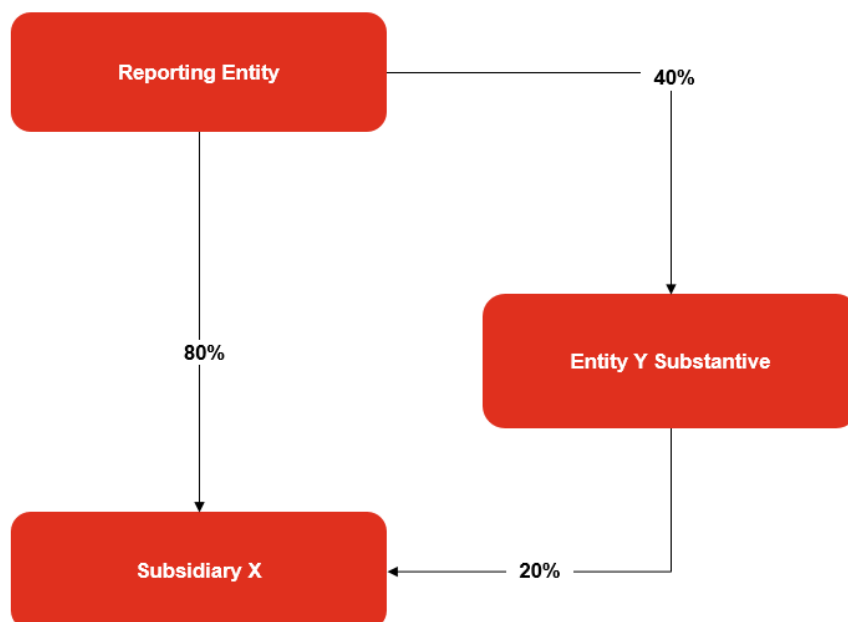 Reporting Entity
40%
80%
Entity Y Substantive
Subsidiary X
20%